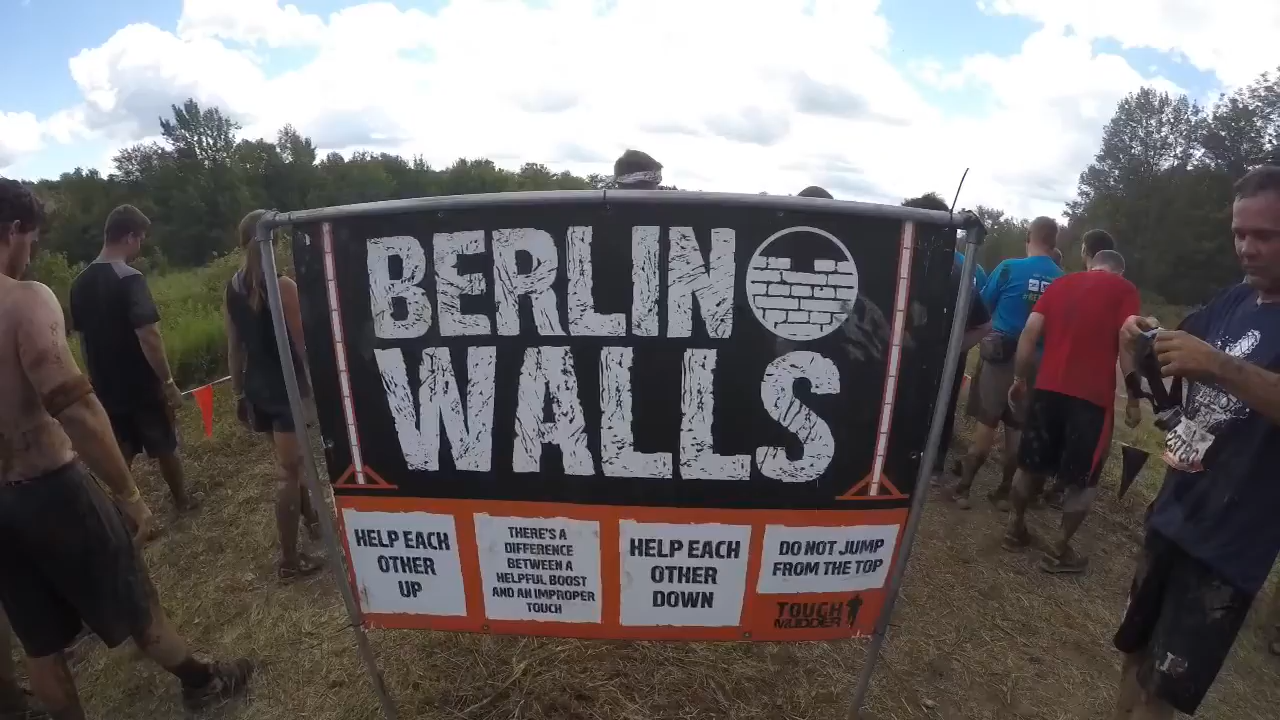 BERLIN
WALLS
HELP EACH
OTHER
UP
THERE'S A
DIFFERENCE
BETWEEN A
HELPFUL BOOST
AND AN IMPROPER
TOUCH
HELP EACH
OTHER
DOWN
DO NOT JUMP
FROM THE TOP
TOUGH
MUDDER